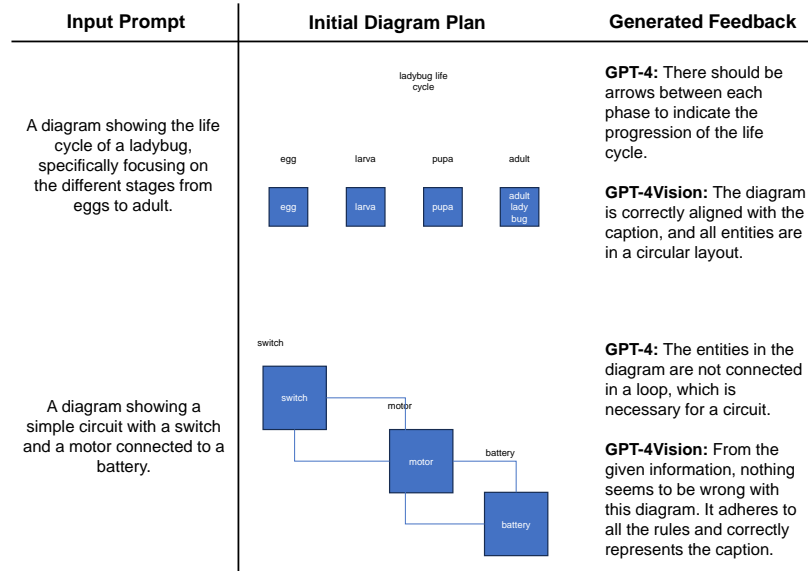 Input Prompt
Initial Diagram Plan
Generated Feedback
A diagram showing the life
cycle of a ladybug,
specifically focusing on
the different stages from
eggs to adult.
ladybug life
cycle
egg
larva
pupa
adult
egg
larva
pupa
adult
lady
bug
GPT-4: There should be
arrows between each
phase to indicate the
progression of the life
cycle.
GPT-4Vision: The diagram
is correctly aligned with the
caption, and all entities are
in a circular layout.
A diagram showing a
simple circuit with a switch
and a motor connected to a
battery.
switch
switch
motor
motor
battery
battery
GPT-4: The entities in the
diagram are not connected
in a loop, which is
necessary for a circuit.
GPT-4Vision: From the
given information, nothing
seems to be wrong with
this diagram. It adheres to
all the rules and correctly
represents the caption.